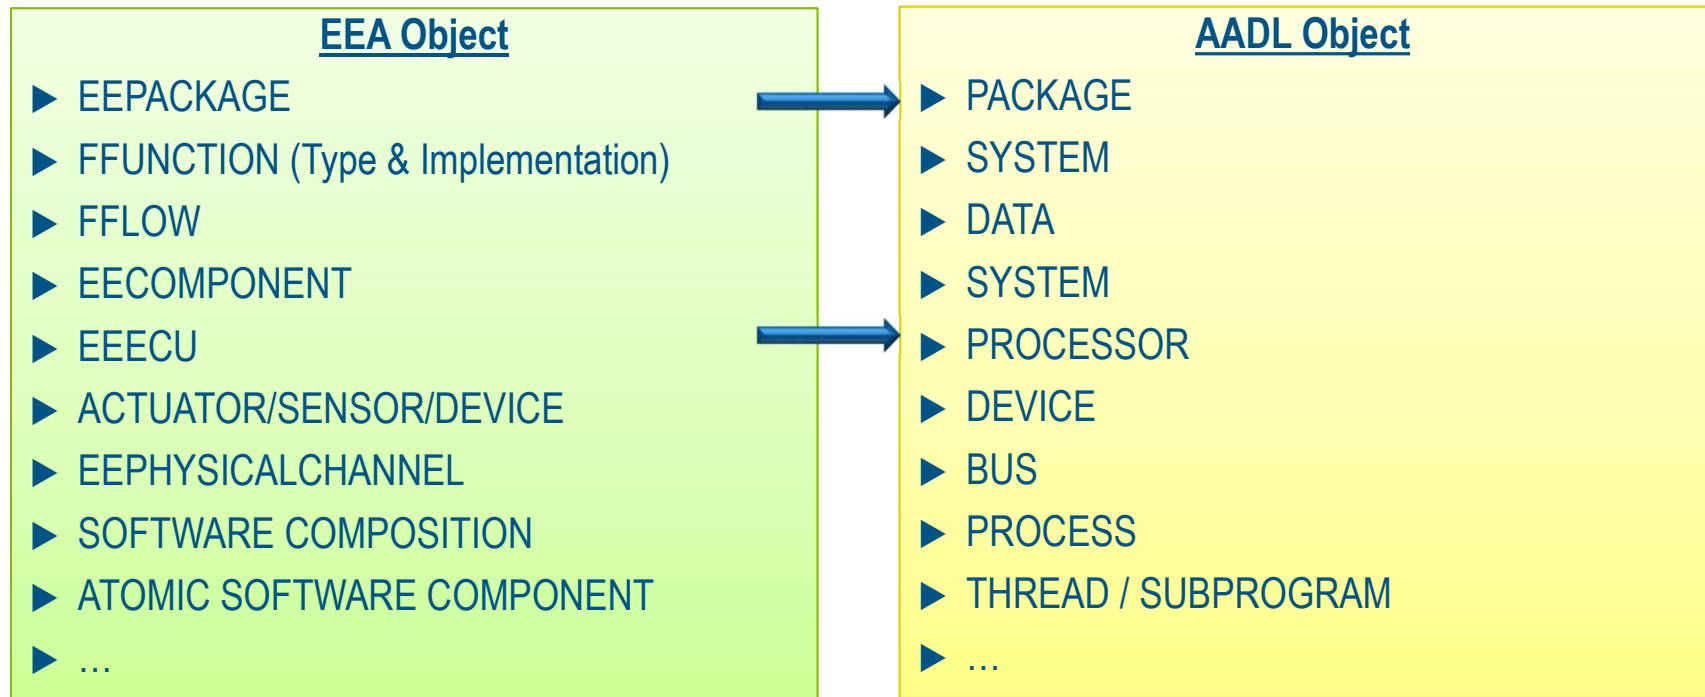 EEA Object
EEPACKAGE
FFUNCTION (Type & Implementation)
FFLOW
EECOMPONENT
EEECU
ACTUATOR/SENSOR/DEVICE
EEPHYSICALCHANNEL
SOFTWARE COMPOSITION
ATOMIC SOFTWARE COMPONENT
…
AADL Object
PACKAGE
SYSTEM
DATA
SYSTEM
PROCESSOR
DEVICE
BUS
PROCESS
THREAD / SUBPROGRAM
…